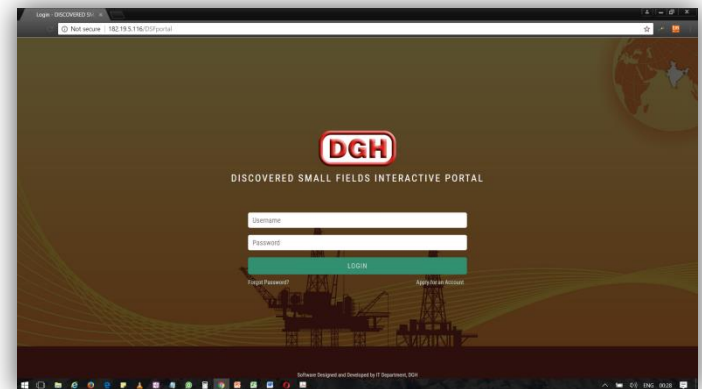 Login - DISCOVERED SM
Not secure | 182.19.5.116/DSFportal
DGH
DISCOVERED SMALL FIELDS INTERACTIVE PORTAL
Username
Password
LOGIN
Forgot Password? Apply for an Account
Software Designed and Developed by IT Department, DGH
ENG 00:28